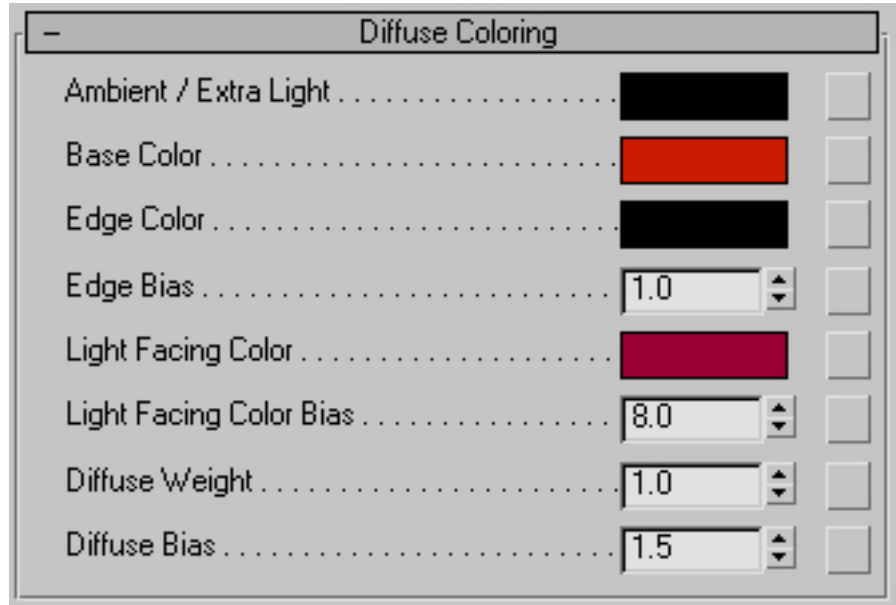 Diffuse Coloring
Ambient / Extra Light
Base Color
Edge Color
Edge Bias 1.0
Light Facing Color
Light Facing Color Bias 8.0
Diffuse Weight 1.0
Diffuse Bias 1.5